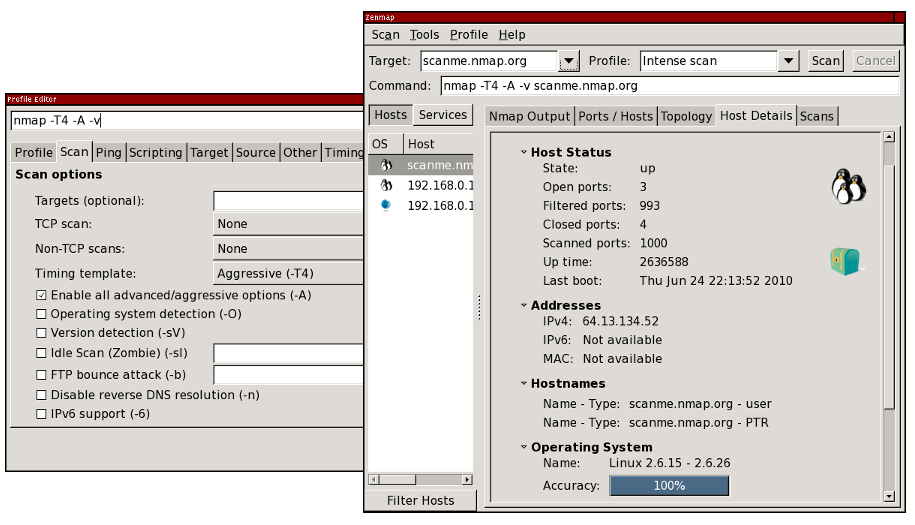 Profile Editor
nmap -T4 -A -v
Profile Scan Ping Scripting Target Source Other Timing
Scan options
Targets (optional):
TCP scan: None
Non-TCP scans: None
Timing template: Aggressive (-T4)
Enable all advanced/aggressive options (-A)
Operating system detection (-O)
Version detection (-sV)
Idle Scan (Zombie) (-sI)
FTP bounce attack (-b)
Disable reverse DNS resolution (-n)
IPv6 support (-6)
Zenmap
Scan Tools Profile Help
Target: scanme.nmap.org Profile: Intense scan Scan Cancel
Command: nmap -T4 -A -v scanme.nmap.org
Hosts Services
OS Host
scanme.nm
192.168.0.1
192.168.0.1
Filter Hosts
Nmap Output Ports / Hosts Topology Host Details Scans
Host Status
State: up
Open ports: 3
Filtered ports: 993
Closed ports: 4
Scanned ports: 1000
Up time: 2636588
Last boot: Thu Jun 24 22:13:52 2010
Addresses
IPv4: 64.13.134.52
IPv6: Not available
MAC: Not available
Hostnames
Name - Type: scanme.nmap.org - user
Name - Type: scanme.nmap.org - PTR
Operating System
Name: Linux 2.6.15 - 2.6.26
Accuracy: 100%